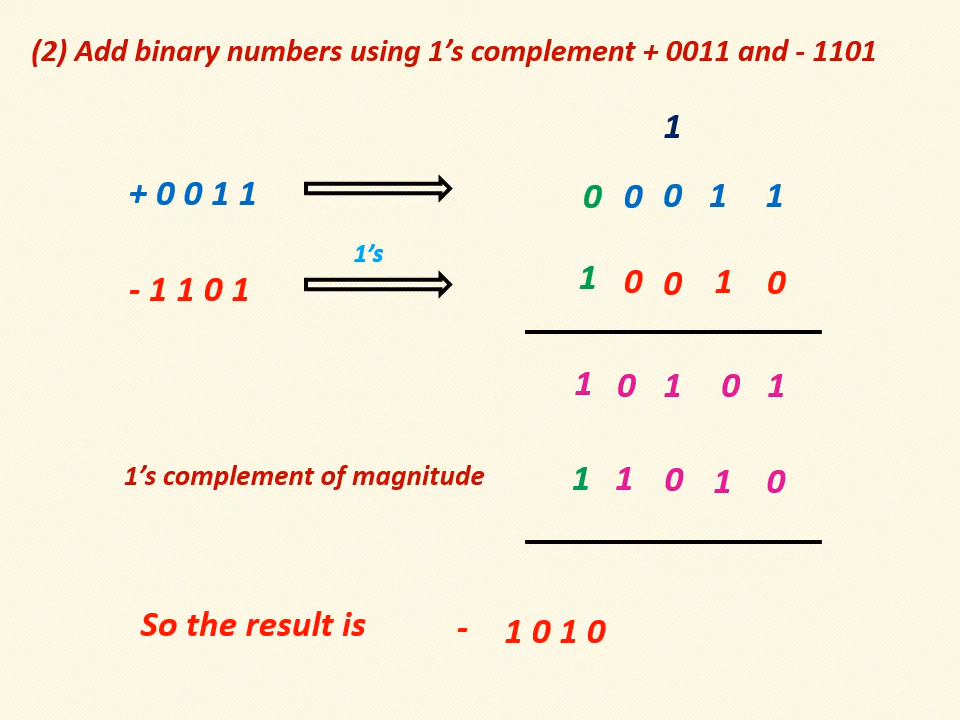 (2) Add binary numbers using 1’s complement + 0011 and - 1101
1
+ 0 0 1 1 0 0 0 1 1
1’s
- 1 1 0 1 1 0 0 1 0
1 0 1 0 1
1’s complement of magnitude 1 1 0 1 0
So the result is - 1 0 1 0